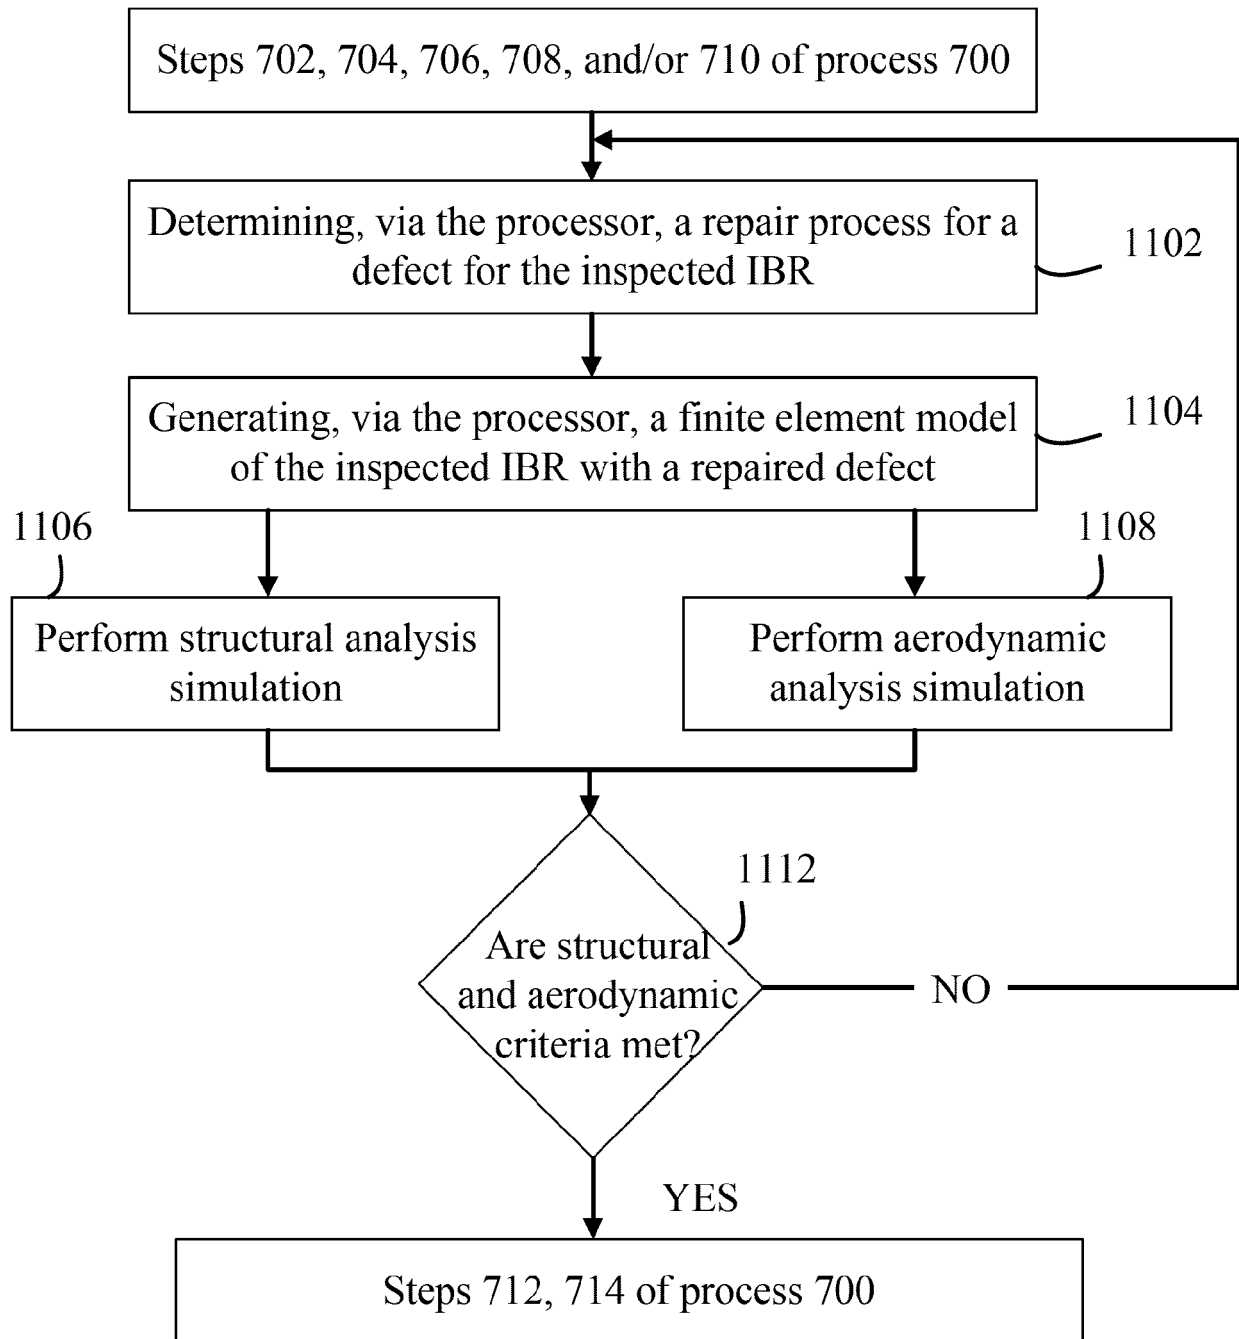 Steps 702, 704, 706, 708, and/or 710 of process 700
Determining, via the processor, a repair process for a
defect for the inspected IBR
1102
Generating, via the processor, a finite element model
of the inspected IBR with a repaired defect
1104
1106
1108
Perform structural analysis
simulation
Perform aerodynamic
analysis simulation
1112
Are structural
and aerodynamic
criteria met?
NO
YES
Steps 712, 714 of process 700